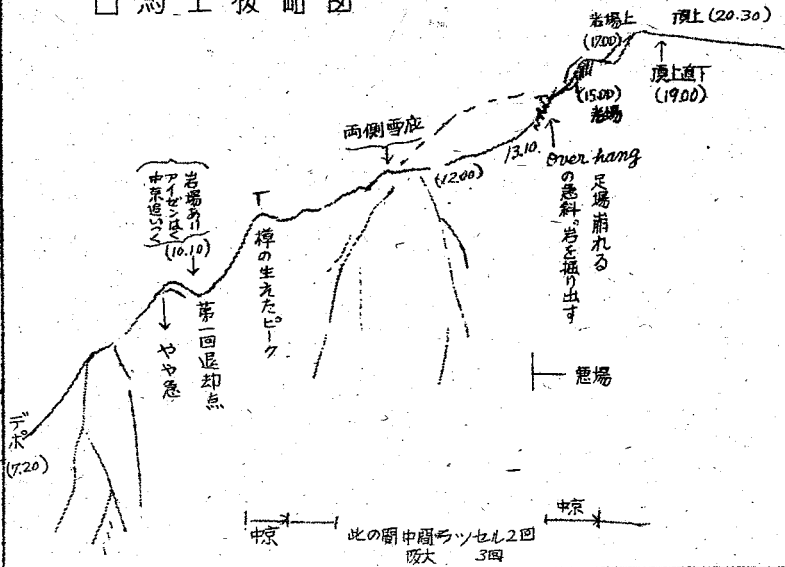 白馬主稜略図
岩場上
(17.00)
頂上 (20.30)
頂上直下
(19.00)
(15.00)
岩場
両側雪庇
(12.00)
13.10.
Over hang
の急斜。岩を掘り出す
足場崩れる
岩場あり
アイゼンはく
中京追いつく
(10.10)
樺の生えたピーク
第一回退却点
やや急
デポ
(7.20)
悪場
中京
此の間中間ラッセル2回
阪大 3回
中京